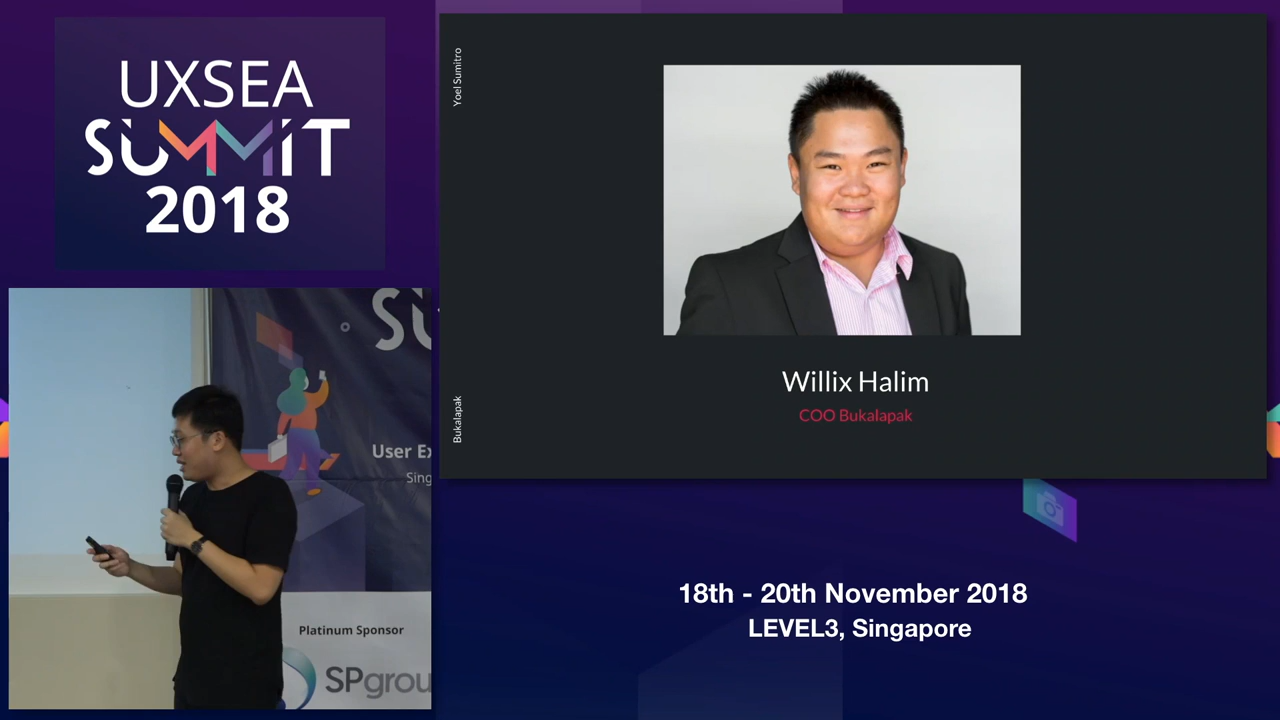 UXSEA
SUMMIT
2018
Yoel Sumitro
Bukalapak
Willix Halim
COO Bukalapak
SU
User Ex
Sing
Platinum Sponsor
SPgrou
18th - 20th November 2018
LEVEL3, Singapore